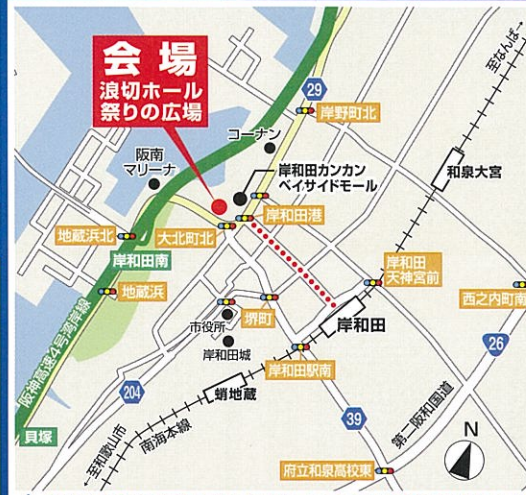 会場
浪切ホール
祭りの広場
至なんば→
29
岸野町北
コーナン
阪南
マリーナ
岸和田カンカン
ベイサイドモール
和泉大宮
岸和田港
地蔵浜北
大北町北
岸和田南
岸和田
天神宮前
地蔵浜
西之内町南
市役所
堺町
岸和田
岸和田城
26
阪神高速4号湾岸線
岸和田駅南
204
蛸地蔵
第二阪和国道
39
貝塚
←至和歌山市
南海本線
N
府立和泉高校東